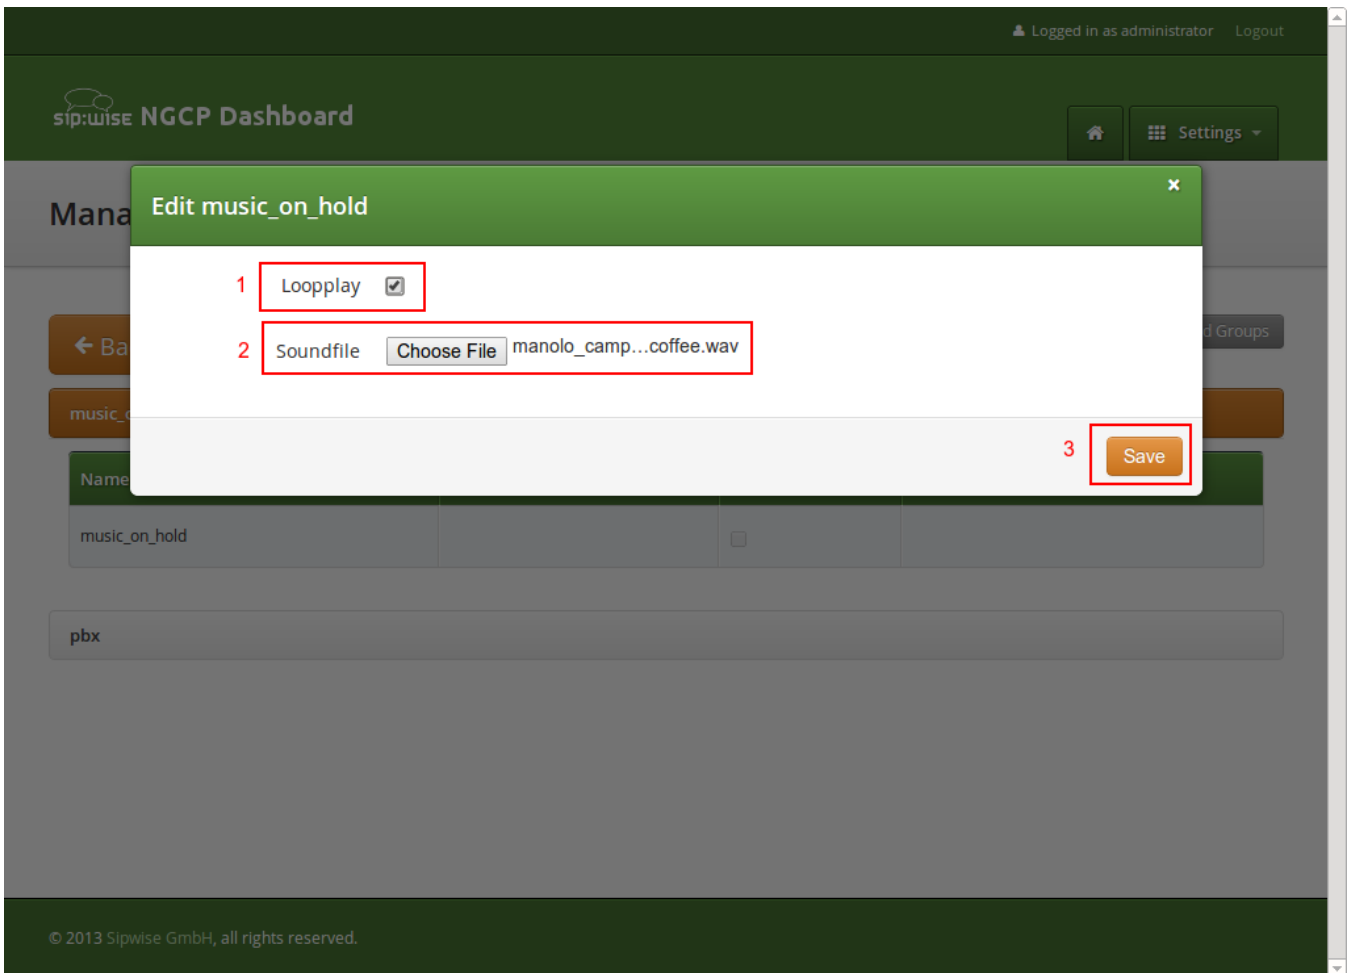 Logged in as administrator Logout
sip:wise NGCP Dashboard
Settings
Mana
Edit music_on_hold
×
1 Loopplay
Ba
d Groups
2 Soundfile Choose File manolo_camp...coffee.wav
music_
3 Save
Name
music_on_hold
pbx
© 2013 Sipwise GmbH, all rights reserved.